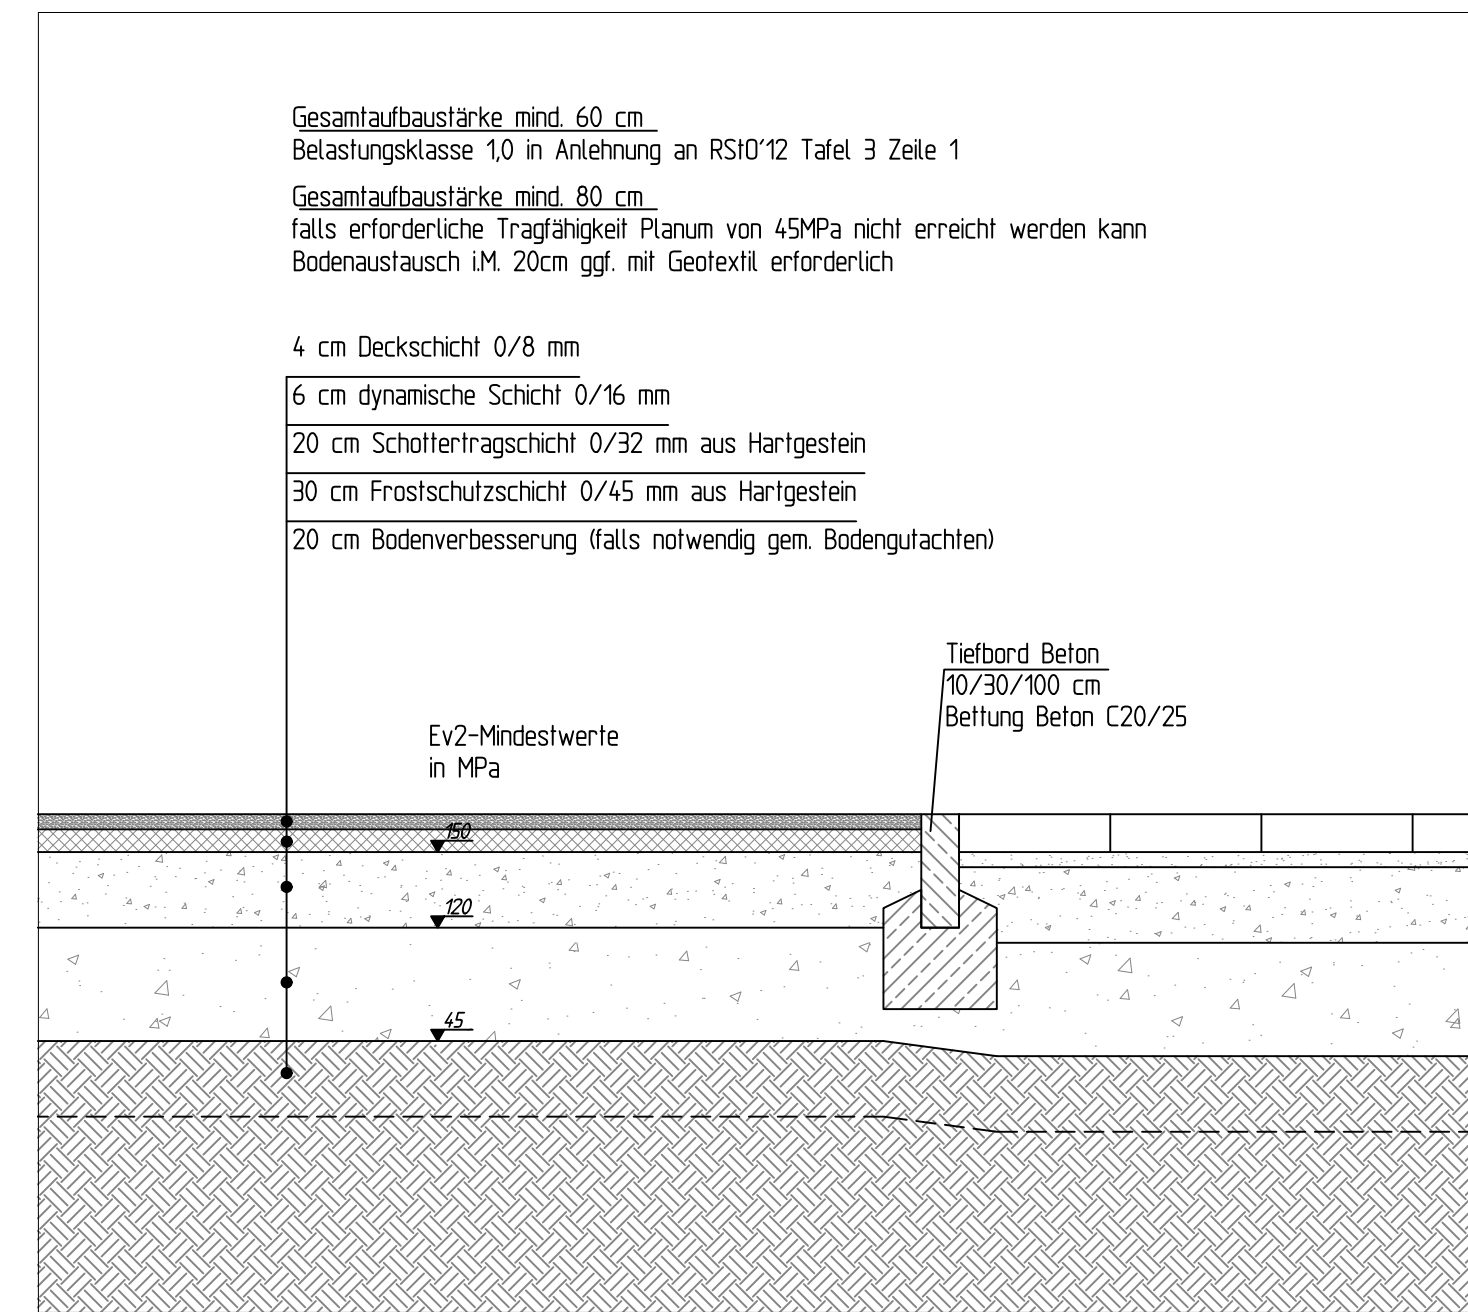 Gesamtaufbaustärke mind. 60 cm
Belastungsklasse 1,0 in Anlehnung an RStO'12 Tafel 3 Zeile 1
Gesamtaufbaustärke mind. 80 cm
falls erforderliche Tragfähigkeit Planum von 45MPa nicht erreicht werden kann
Bodenaustausch i.M. 20cm ggf. mit Geotextil erforderlich
4 cm Deckschicht 0/8 mm
6 cm dynamische Schicht 0/16 mm
20 cm Schottertragschicht 0/32 mm aus Hartgestein
30 cm Frostschutzschicht 0/45 mm aus Hartgestein
20 cm Bodenverbesserung (falls notwendig gem. Bodengutachten)
Tiefbord Beton
10/30/100 cm
Bettung Beton C20/25
Ev2-Mindestwerte
in MPa
150
120
45